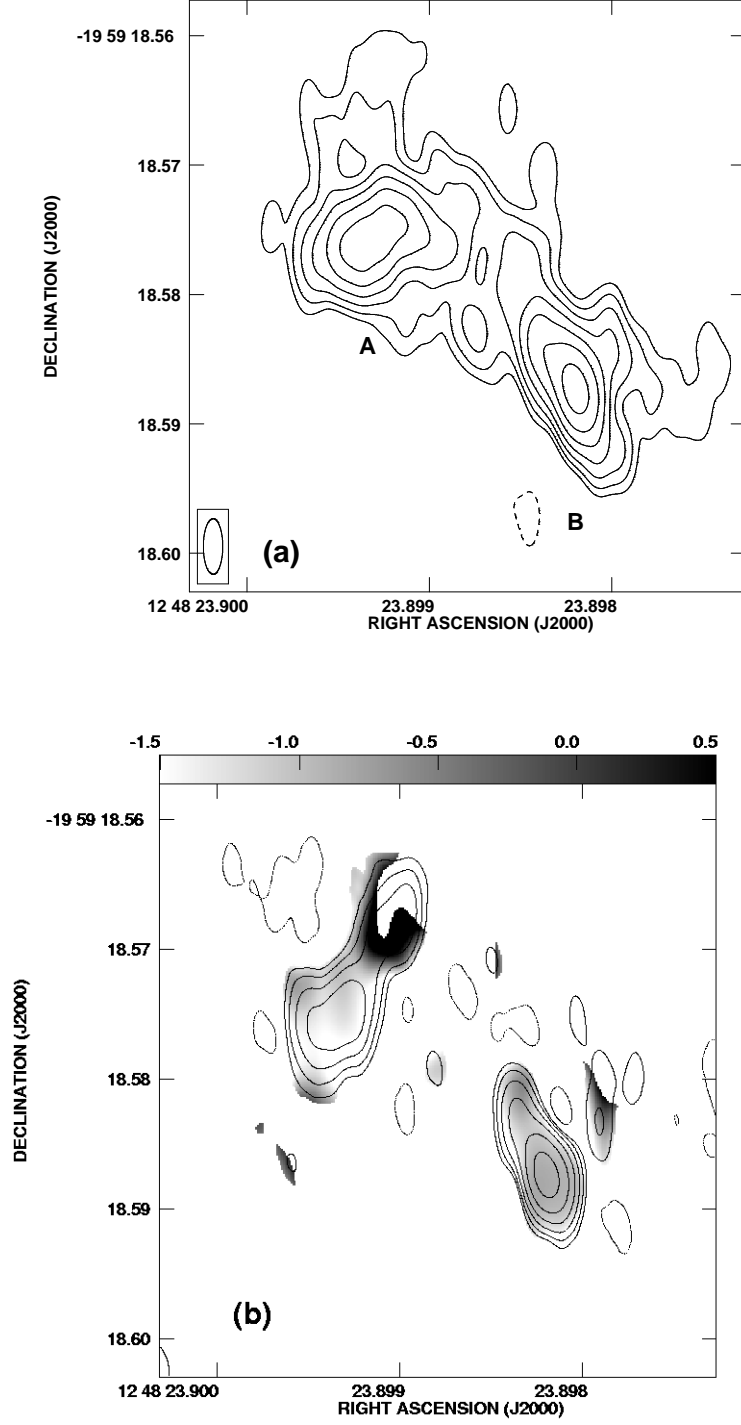 -19 59 18.56
18.57
18.58
18.59
18.60
DECLINATION (J2000)
A
B
(a)
12 48 23.900 23.899 23.898
RIGHT ASCENSION (J2000)
-1.5 -1.0 -0.5 0.0 0.5
-19 59 18.56
18.57
18.58
18.59
18.60
DECLINATION (J2000)
(b)
12 48 23.900 23.899 23.898
RIGHT ASCENSION (J2000)